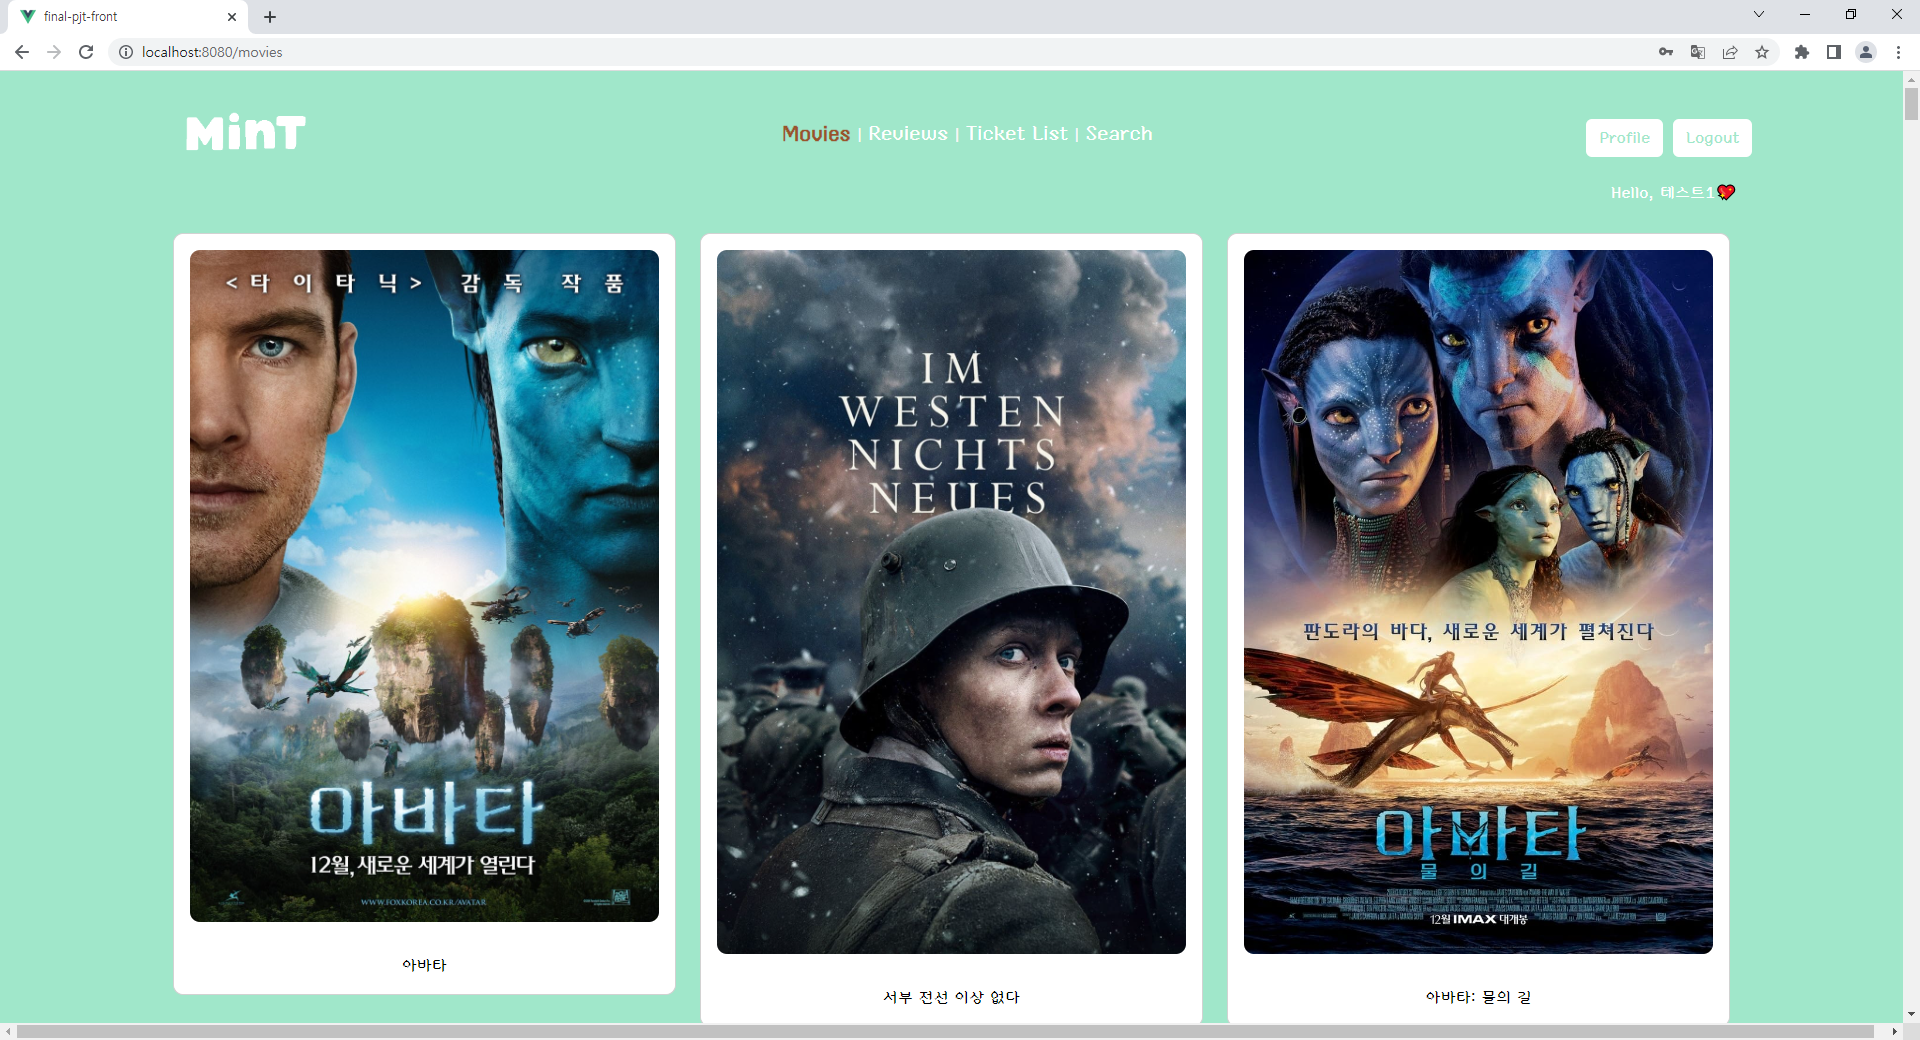 final-pjt-front
localhost:8080/movies
MinT
Movies | Reviews | Ticket List | Search
Profile
Logout
Hello, 테스트1
<타이타닉> 감독 작품
아바타
12월, 새로운 세계가 열린다
WWW.FOXKOREA.CO.KR/AVATAR
아바타
IM
WESTEN
NICHTS
NEUES
서부 전선 이상 없다
판도라의 바다, 새로운 세계가 펼쳐진다
아바타
물의 길
12월 IMAX 대개봉
아바타: 물의 길